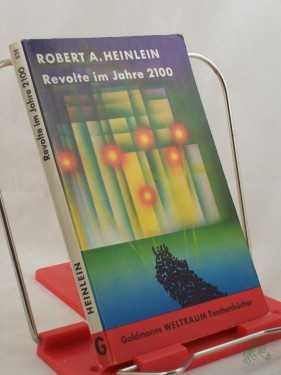 ROBERT A. HEINLEIN
Revolte im Jahre 2100
Goldmanns WELTRAUM Taschenbücher
Revolte im Jahre 2100
HEINLEIN
G